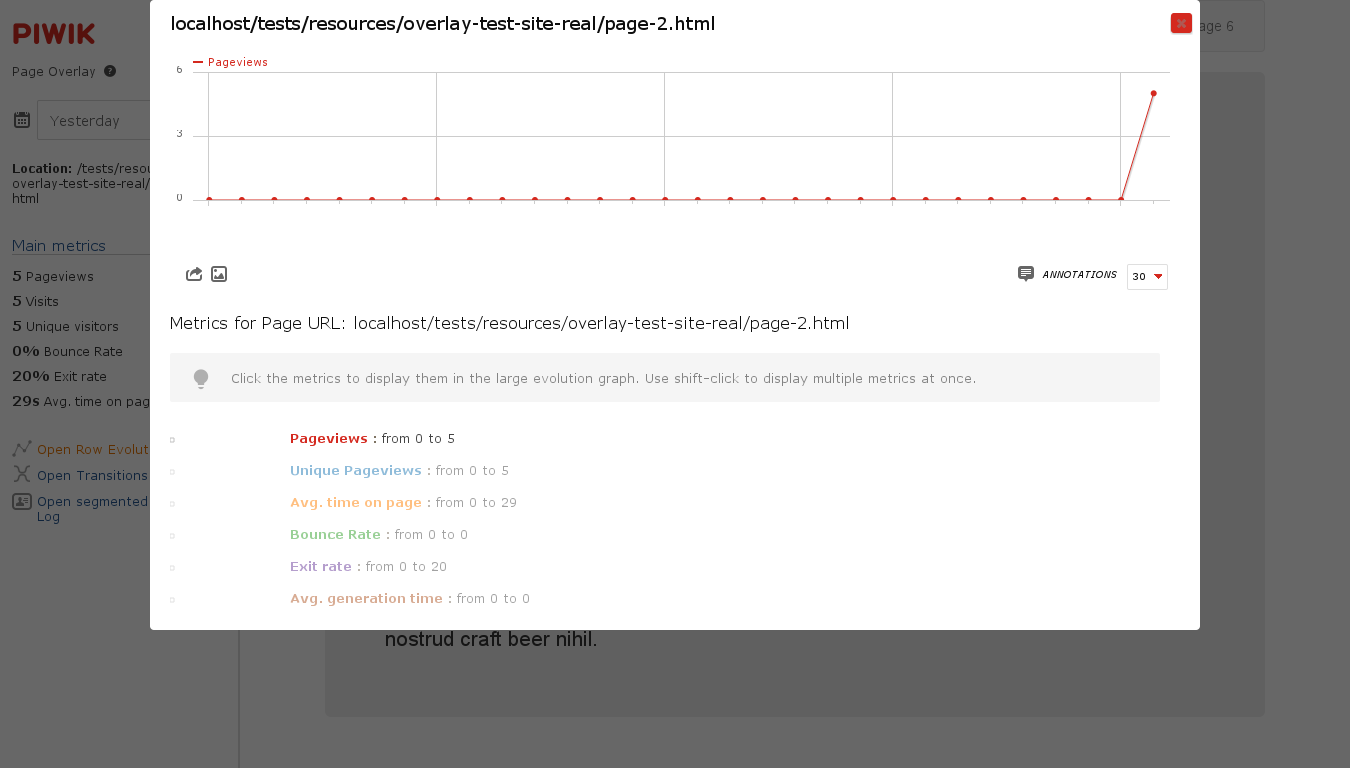 PIWIK
Page Overlay ?
Yesterday
Location: /tests/resou
overlay-test-site-real/
html
Main metrics
5 Pageviews
5 Visits
5 Unique visitors
0% Bounce Rate
20% Exit rate
29s Avg. time on pag
Open Row Evolut
Open Transitions
Open segmented
Log
localhost/tests/resources/overlay-test-site-real/page-2.html
age 6
Pageviews
6
3
0
ANNOTATIONS 30
Metrics for Page URL: localhost/tests/resources/overlay-test-site-real/page-2.html
Click the metrics to display them in the large evolution graph. Use shift-click to display multiple metrics at once.
Pageviews : from 0 to 5
Unique Pageviews : from 0 to 5
Avg. time on page : from 0 to 29
Bounce Rate : from 0 to 0
Exit rate : from 0 to 20
Avg. generation time : from 0 to 0
nostrud craft beer nihil.